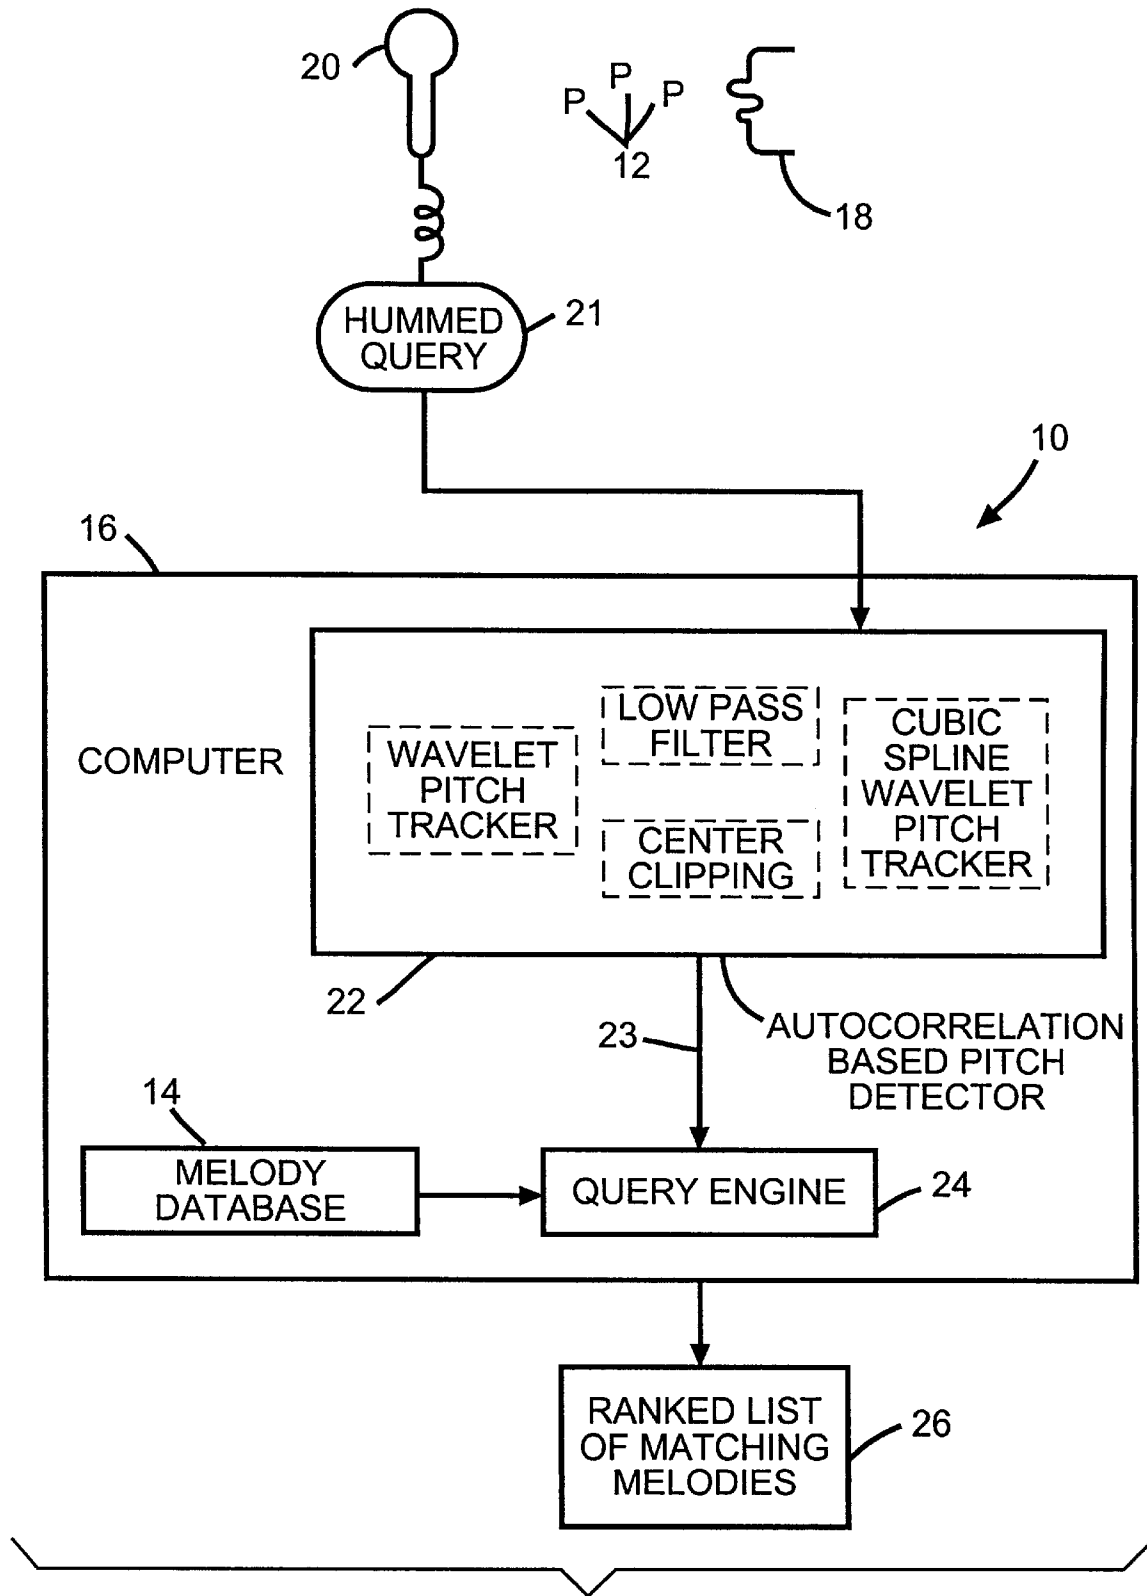 20
P P P
12
18
HUMMED
QUERY
21
10
16
COMPUTER
WAVELET
PITCH
TRACKER
LOW PASS
FILTER
CENTER
CLIPPING
CUBIC
SPLINE
WAVELET
PITCH
TRACKER
22
23
AUTOCORRELATION
BASED PITCH
DETECTOR
14
MELODY
DATABASE
QUERY ENGINE
24
RANKED LIST
OF MATCHING
MELODIES
26